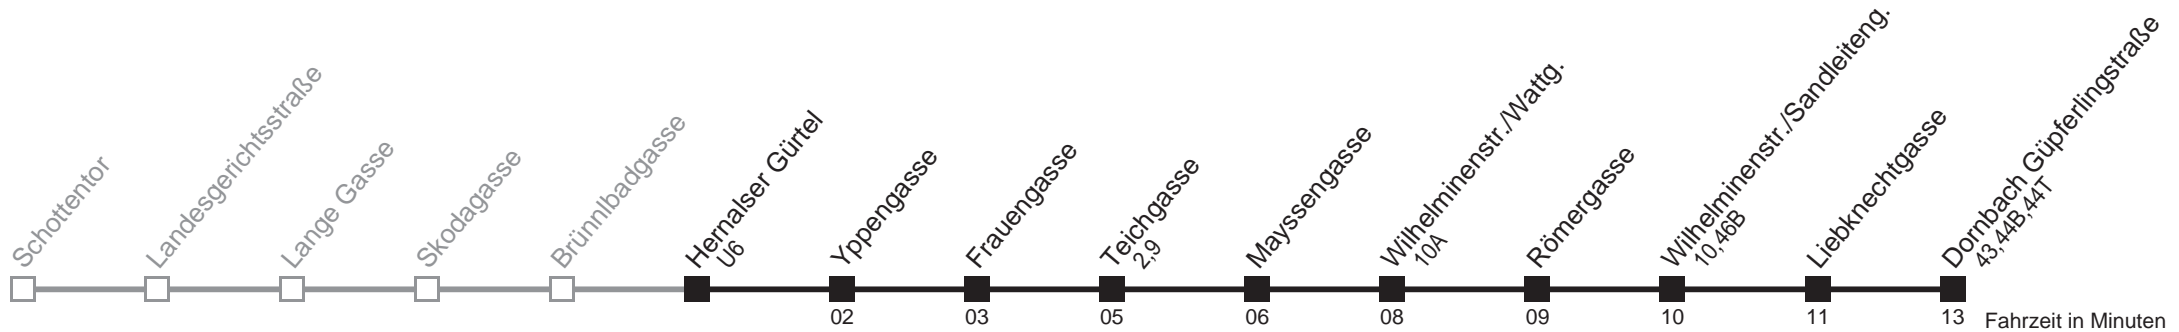 Schottentor
Landesgerichtsstraße
Lange Gasse
Skodagasse
Brünnlbadgasse
Hernalser Gürtel
U6
Yppengasse
Frauengasse
Teichgasse
2,9
Mayssengasse
Wilhelminenstr./Wattg.
10A
Römergasse
Wilhelminenstr./Sandleiteng.
10,46B
Liebknechtgasse
Dornbach Güpferlingstraße
43,44B,44T
02 03 05 06 08 09 10 11 13 Fahrzeit in Minuten